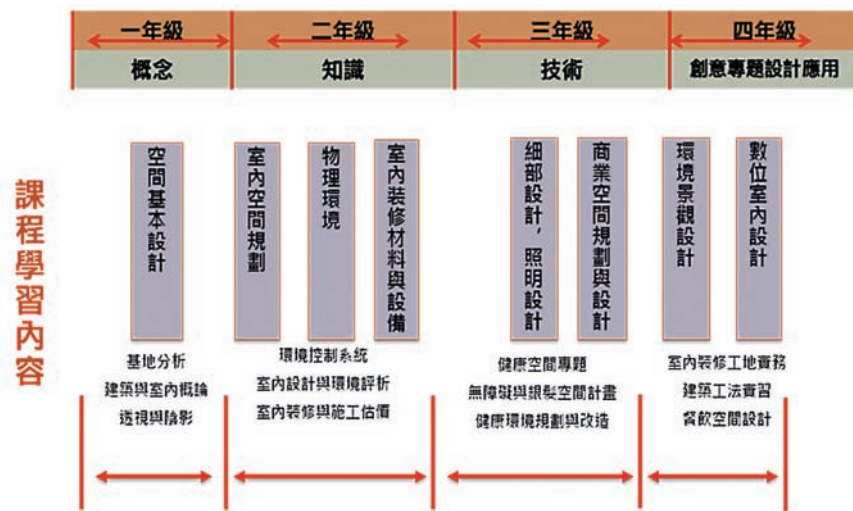 一年級
二年級
三年級
四年級
概念
知識
技術
創意專題設計應用
課程學習內容
空間基本設計
室內空間規劃
物理環境
室內裝修材料與設備
細部設計，照明設計
商業空間規劃與設計
環境景觀設計
數位室內設計
基地分析
建築與室內概論
透視與陰影
環境控制系統
室內設計與環境評析
室內裝修與施工估價
健康空間專題
無障礙與銀髮空間計畫
健康環境規劃與改造
室內裝修工地實務
建築工法實習
餐飲空間設計